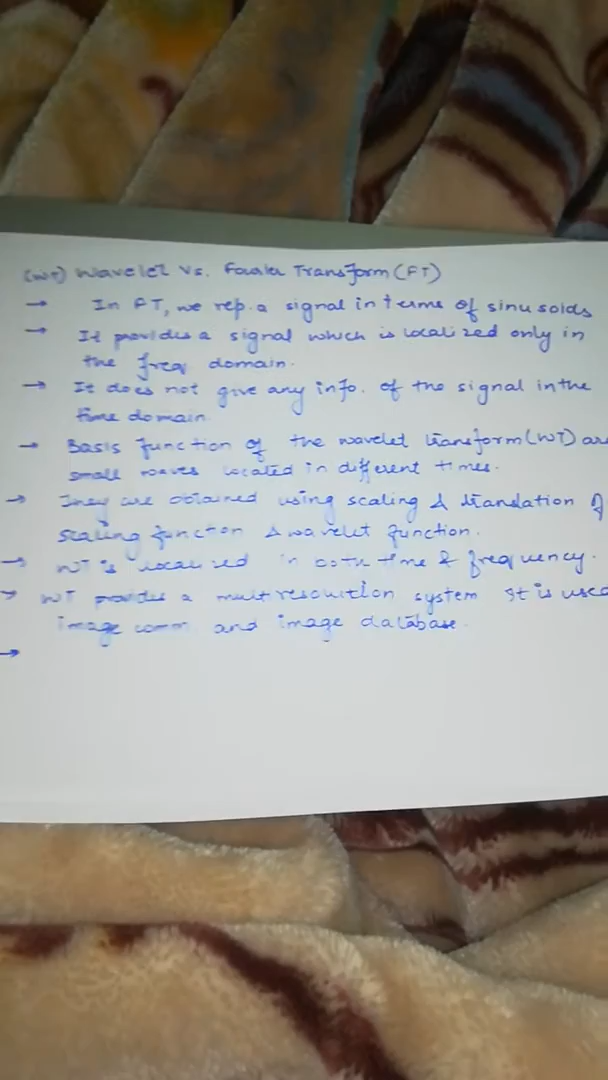 (WT) Wavelet Vs. Fourier Transform (FT)
→ In FT, we rep. a signal in terms of sinusoids
→ It provides a signal which is localized only in
the freq domain.
→ It does not give any info. of the signal in the
time domain
→ Basis function of the wavelet transform (WT) are
small waves located in different times.
→ They are obtained using scaling & translation of
scaling function & wavelet function.
→ WT is localized in both time & frequency.
→ WT provides a multiresolution system It is used
image comm and image database.
→